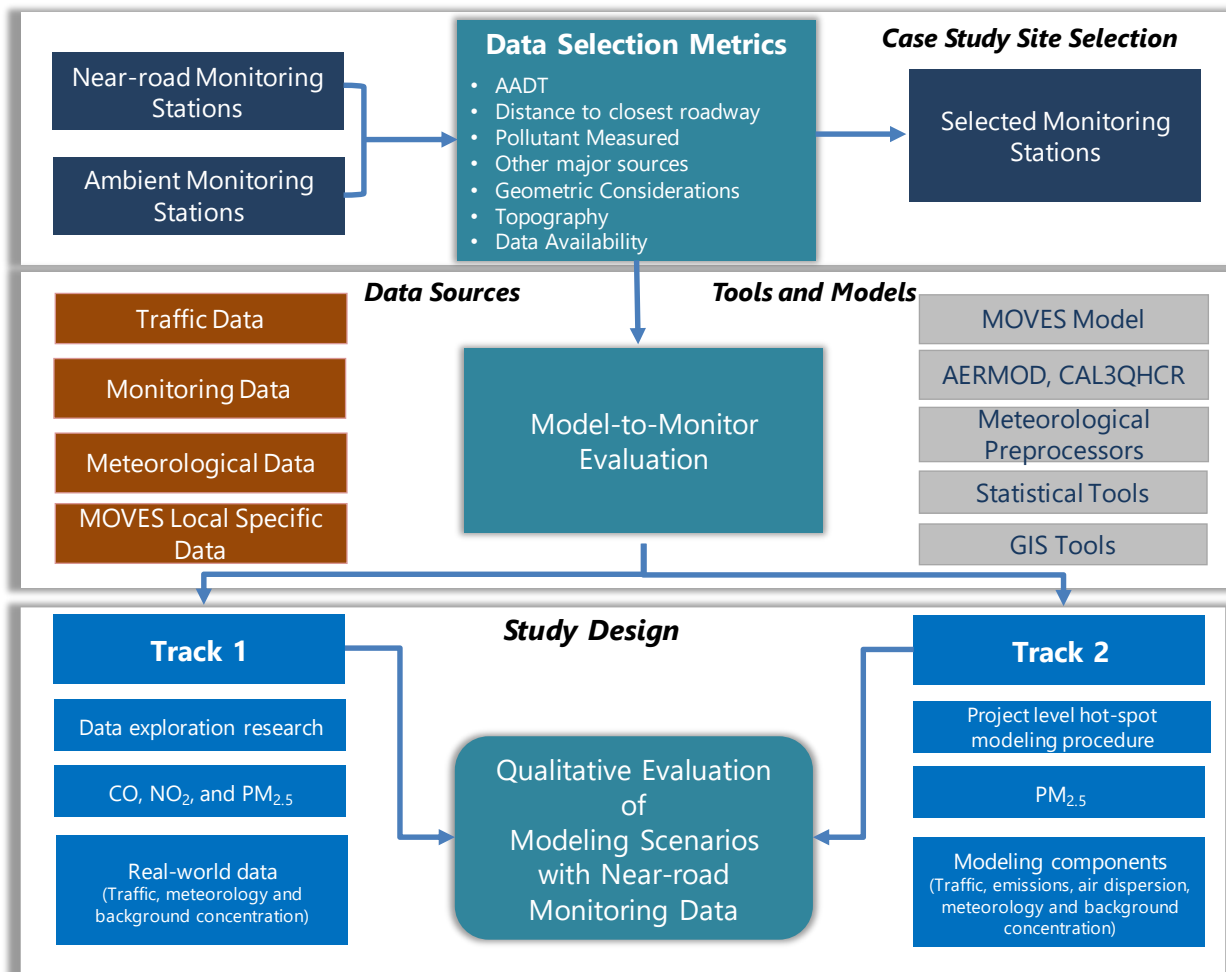 Case Study Site Selection
Near-road Monitoring
Stations
Ambient Monitoring
Stations
Data Selection Metrics
• AADT
• Distance to closest roadway
• Pollutant Measured
• Other major sources
• Geometric Considerations
• Topography
• Data Availability
Selected Monitoring
Stations
Data Sources
Tools and Models
Traffic Data
Monitoring Data
Meteorological Data
MOVES Local Specific
Data
Model-to-Monitor
Evaluation
MOVES Model
AERMOD, CAL3QHCR
Meteorological
Preprocessors
Statistical Tools
GIS Tools
Study Design
Track 1
Data exploration research
CO, NO₂, and PM₂.₅
Real-world data
(Traffic, meteorology and
background concentration)
Qualitative Evaluation
of
Modeling Scenarios
with Near-road
Monitoring Data
Track 2
Project level hot-spot
modeling procedure
PM₂.₅
Modeling components
(Traffic, emissions, air dispersion,
meteorology and background
concentration)